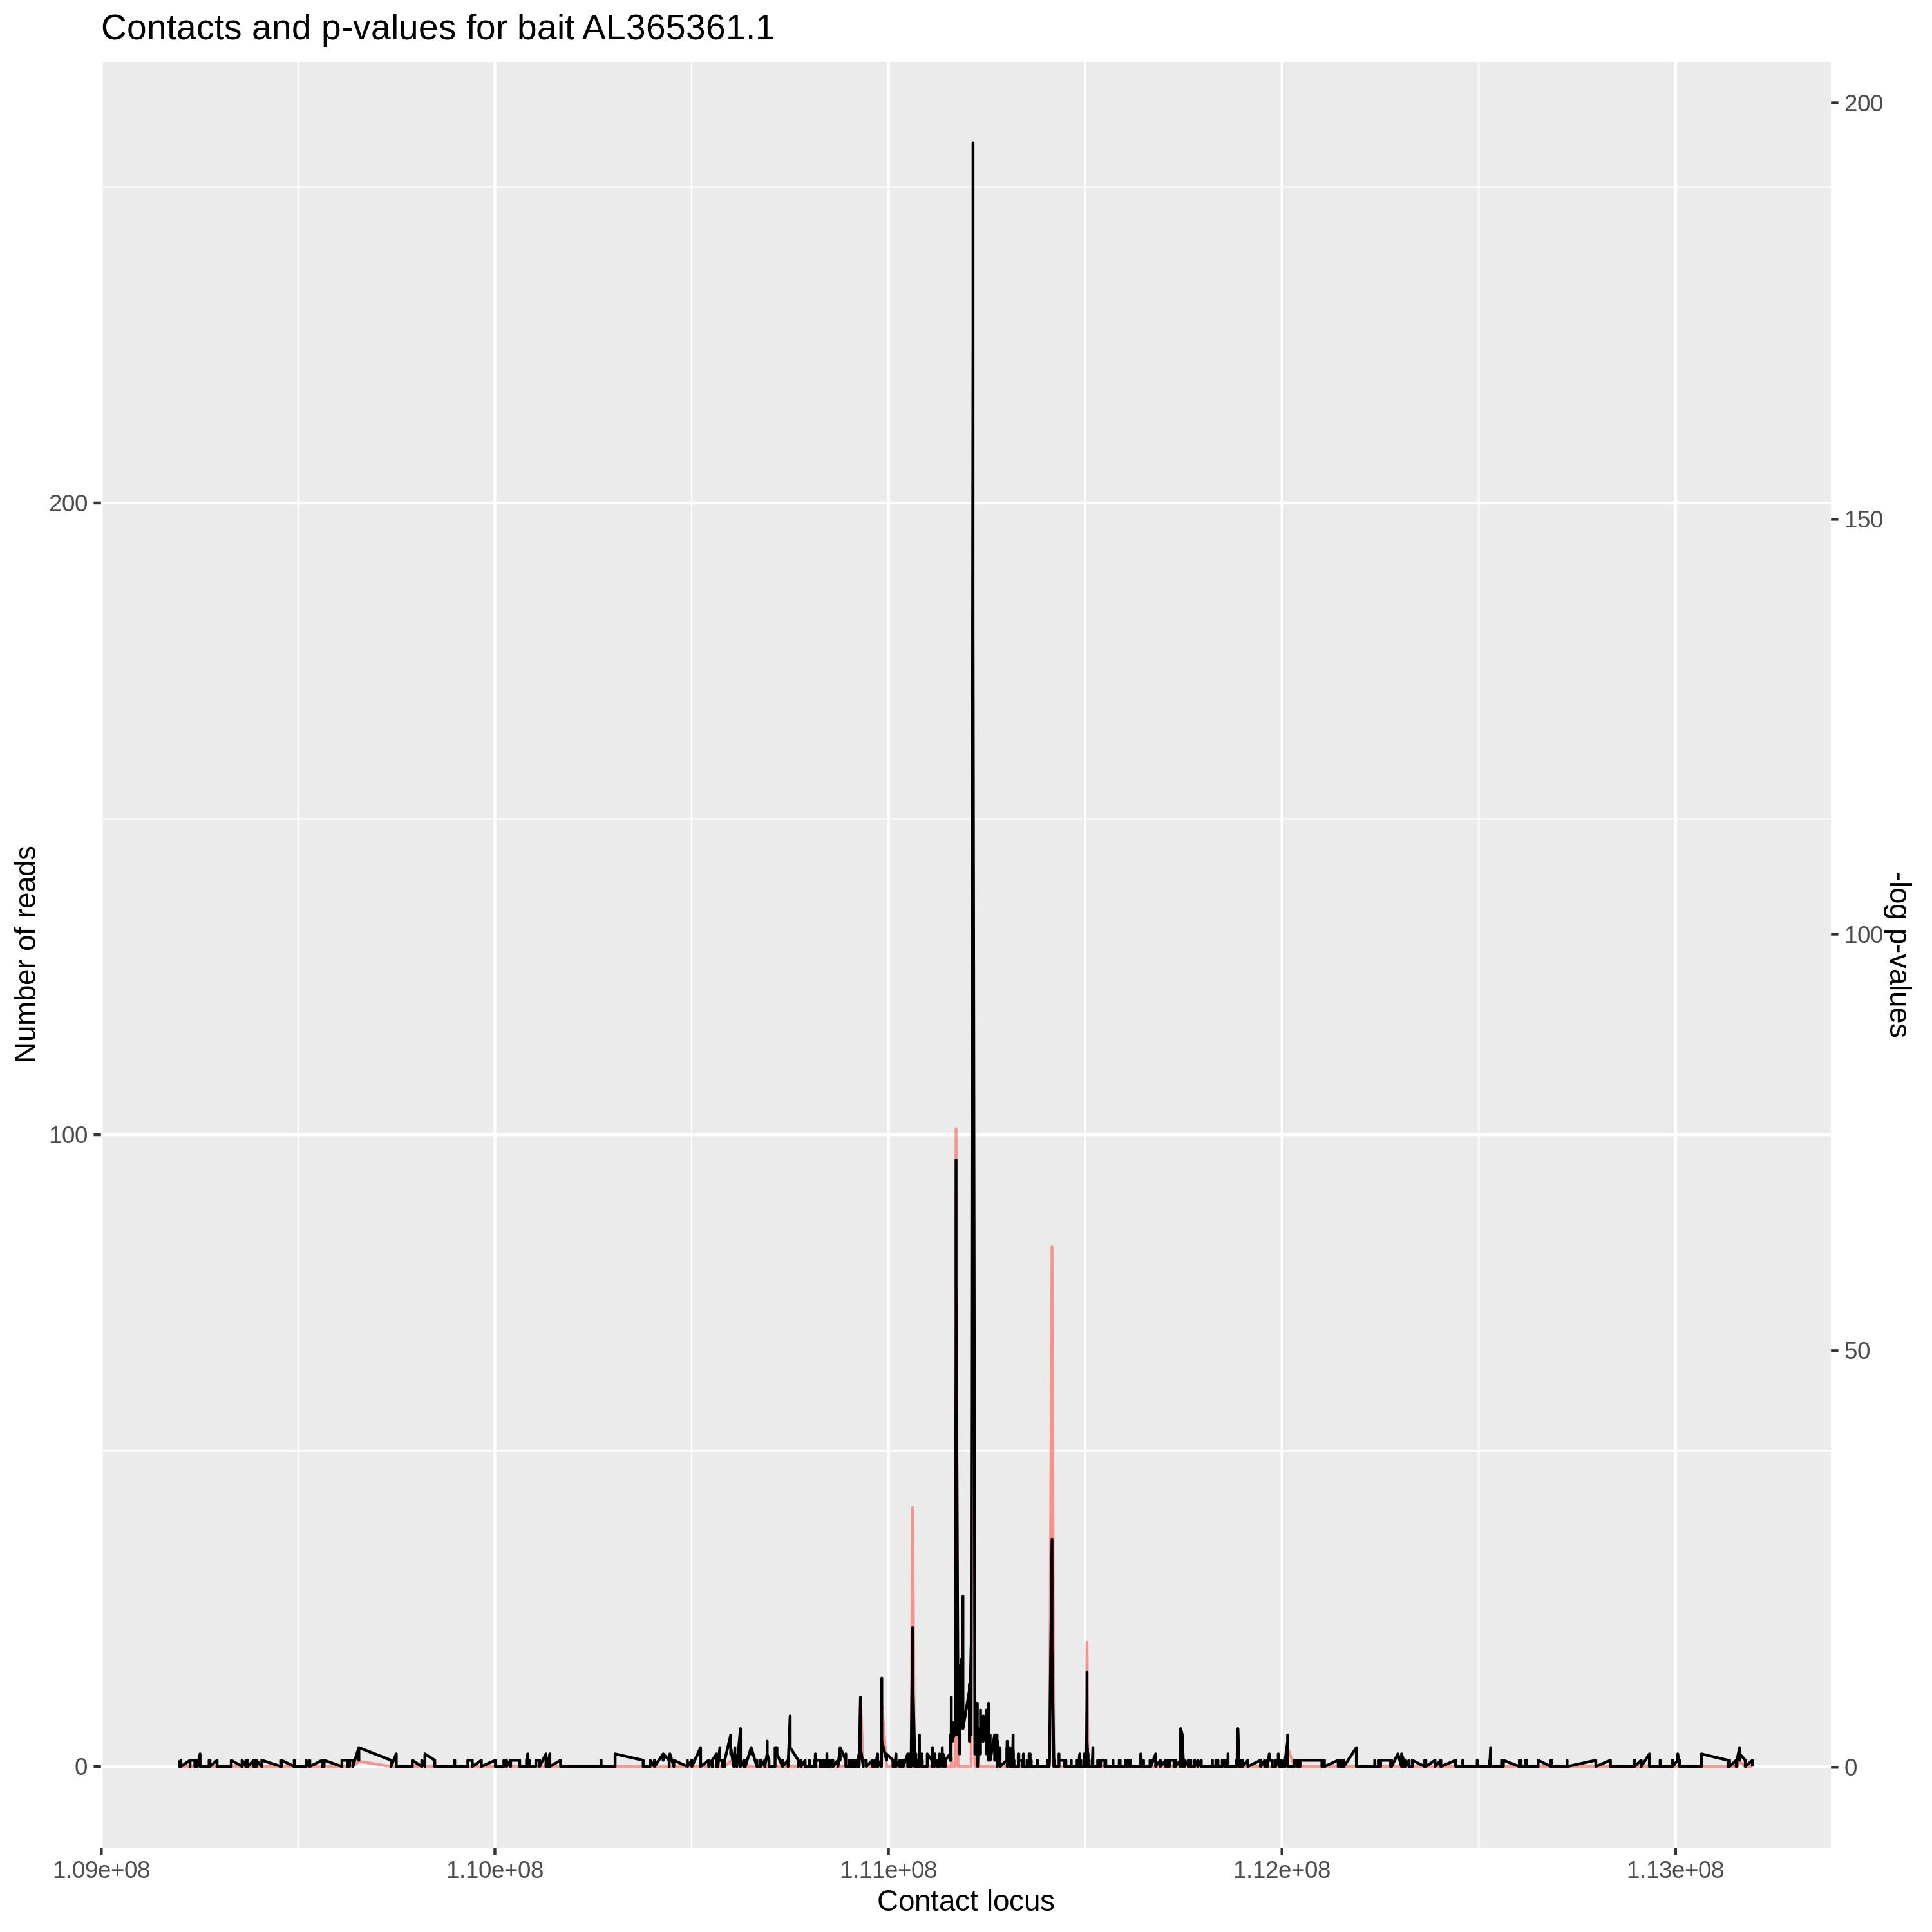 Contacts and p-values for bait AL365361.1
Number of reads
200
100
0
200
150
100
50
0
-log p-values
1.09e+08 1.10e+08 1.11e+08 1.12e+08 1.13e+08
Contact locus